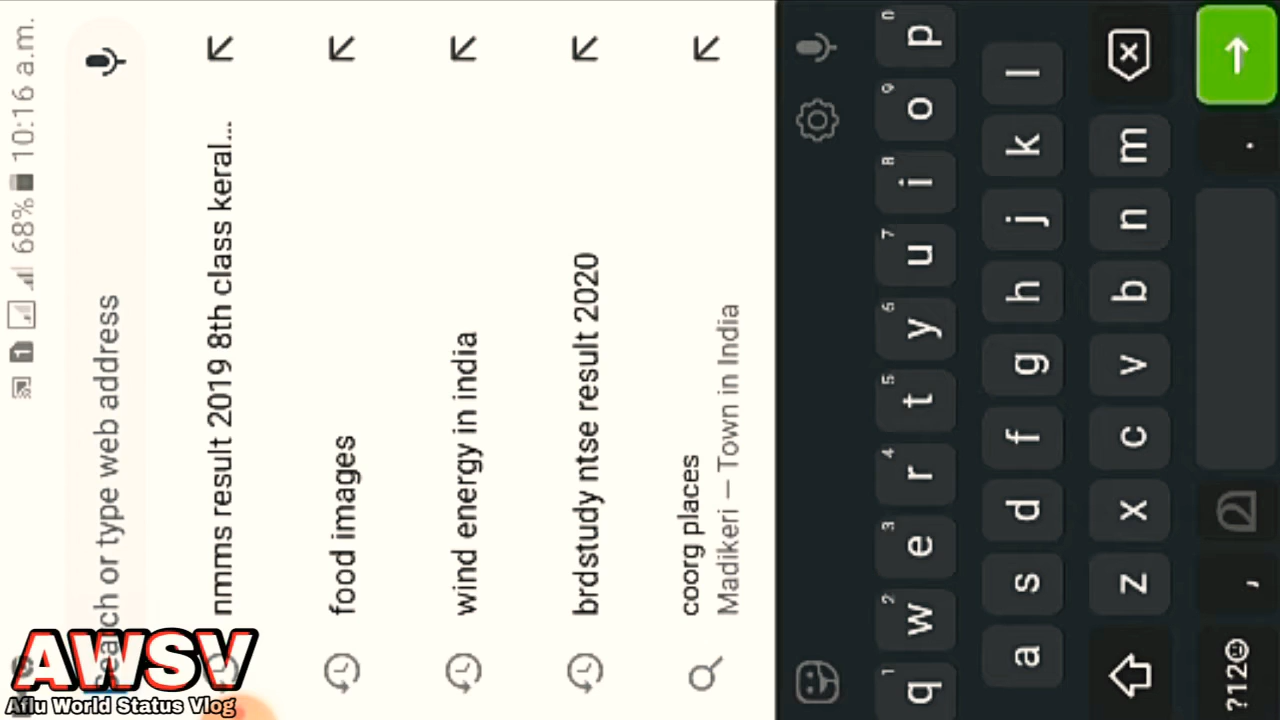 68% 10:16 a.m.
Search or type web address
nmms result 2019 8th class keral...
food images
wind energy in india
brdstudy ntse result 2020
coorg places
Madikeri — Town in India
1 2 3 4 5 6 7 8 9 0
q w e r t y u i o p
a s d f g h j k l
z x c v b n m
?12☺ , .
AWSV
Aflu World Status Vlog